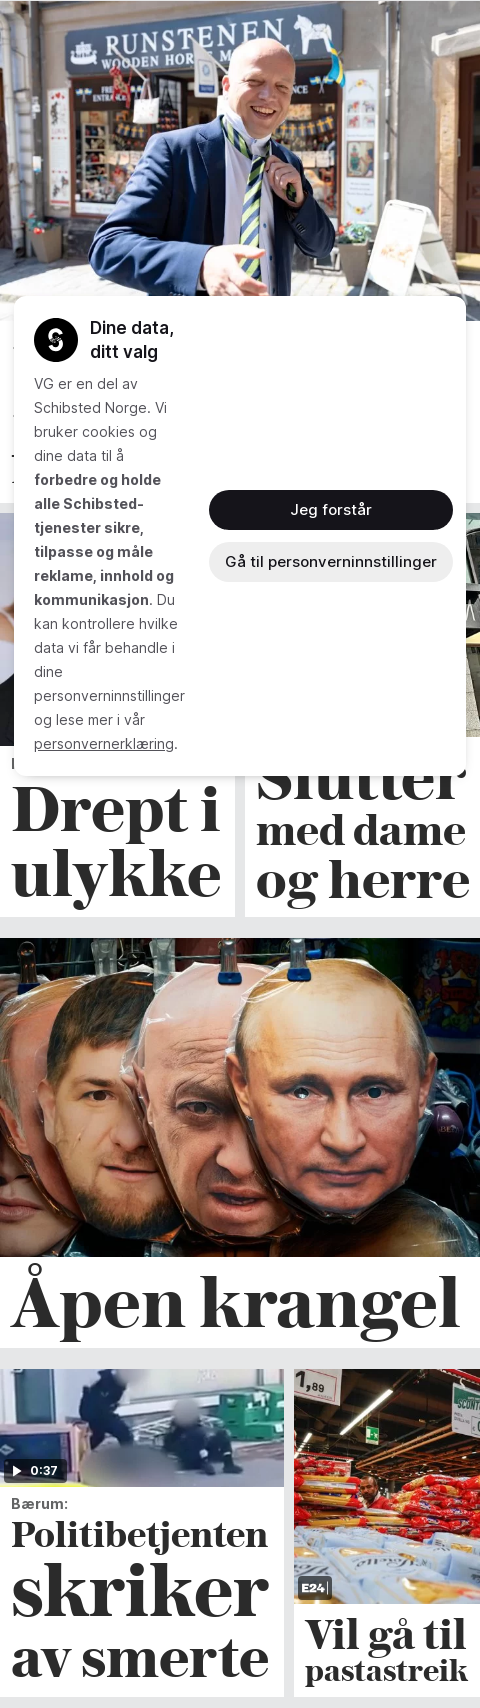 RUNSTENEN
WOODEN HORSE
Dine data,
ditt valg
VG er en del av
Schibsted Norge. Vi
bruker cookies og
dine data til å
forbedre og holde
alle Schibsted-
tjenester sikre,
tilpasse og måle
reklame, innhold og
kommunikasjon. Du
kan kontrollere hvilke
data vi får behandle i
dine
personverninnstillinger
og lese mer i vår
personvernerklæring.
Jeg forstår
Gå til personverninnstillinger
Drept i
ulykke
Slutter
med dame
og herre
Åpen krangel
0:37
Bærum:
Politibetjenten
skriker
av smerte
1,89
E24
Vil gå til
pastastreik